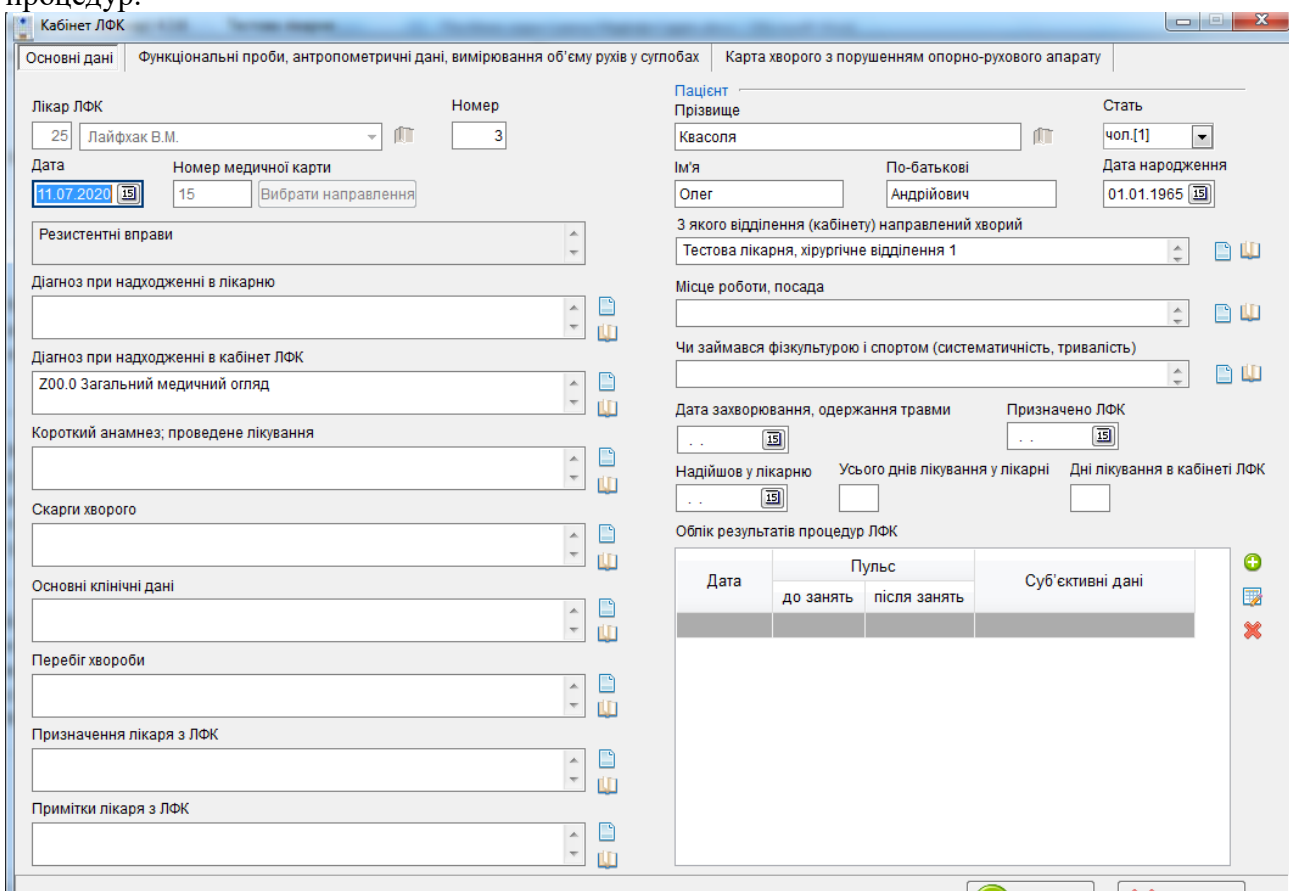 процедур.
Кабінет ЛФК
Основні дані
Функціональні проби, антропометричні дані, вимірювання об'єму рухів у суглобах
Карта хворого з порушенням опорно-рухового апарату
Лікар ЛФК
Номер
25
Лайфхак В.М.
3
Дата
Номер медичної карти
11.07.2020
15
15
Вибрати направлення
Резистентні вправи
Діагноз при надходженні в лікарню
Діагноз при надходженні в кабінет ЛФК
Z00.0 Загальний медичний огляд
Короткий анамнез; проведене лікування
Скарги хворого
Основні клінічні дані
Перебіг хвороби
Призначення лікаря з ЛФК
Примітки лікаря з ЛФК
Пацієнт
Прізвище
Стать
Квасоля
чол.[1]
Ім'я
По-батькові
Дата народження
Олег
Андрійович
01.01.1965
15
З якого відділення (кабінету) направлений хворий
Тестова лікарня, хірургічне відділення 1
Місце роботи, посада
Чи займався фізкультурою і спортом (систематичність, тривалість)
Дата захворювання, одержання травми
Призначено ЛФК
. .
15
. .
15
Надійшов у лікарню
Усього днів лікування у лікарні
Дні лікування в кабінеті ЛФК
. .
15
Облік результатів процедур ЛФК
Дата
Пульс
Суб'єктивні дані
до занять
після занять